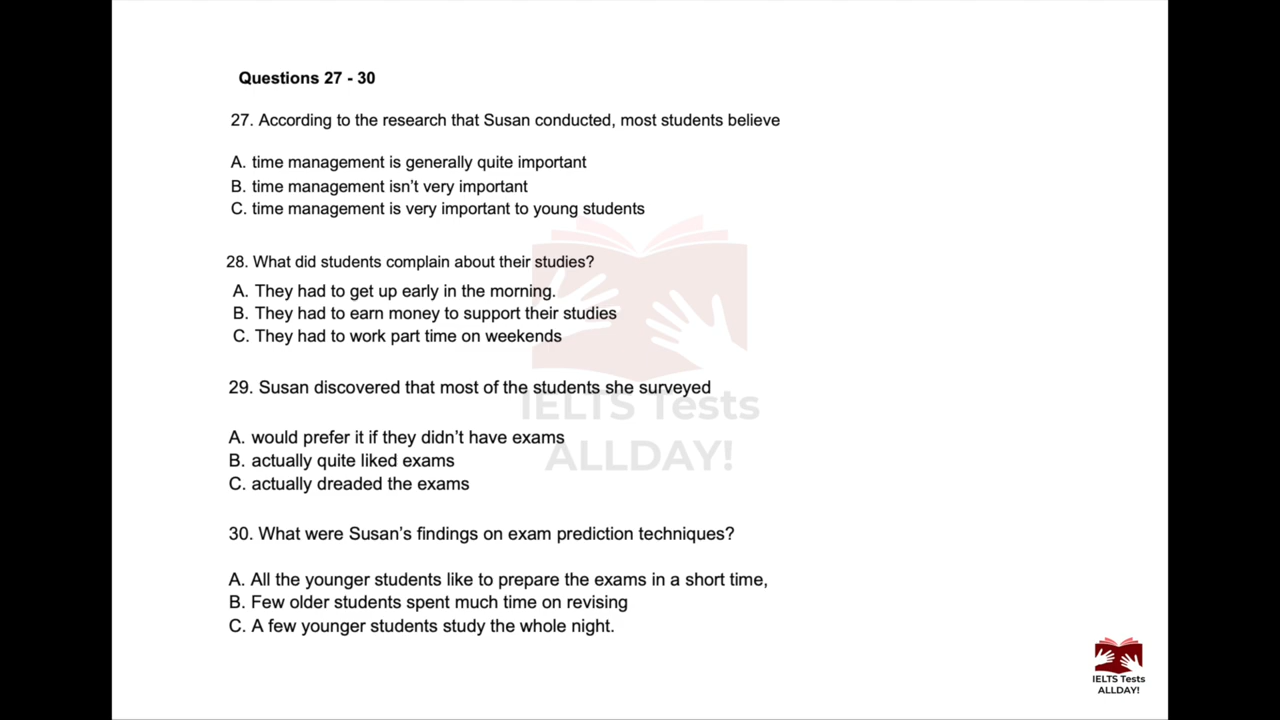 Questions 27 - 30
27. According to the research that Susan conducted, most students believe
A. time management is generally quite important
B. time management isn't very important
C. time management is very important to young students
28. What did students complain about their studies?
A. They had to get up early in the morning.
B. They had to earn money to support their studies
C. They had to work part time on weekends
29. Susan discovered that most of the students she surveyed
IELTS Tests
ALLDAY!
A. would prefer it if they didn't have exams
B. actually quite liked exams
C. actually dreaded the exams
30. What were Susan's findings on exam prediction techniques?
A. All the younger students like to prepare the exams in a short time,
B. Few older students spent much time on revising
C. A few younger students study the whole night.
IELTS Tests
ALLDAY!